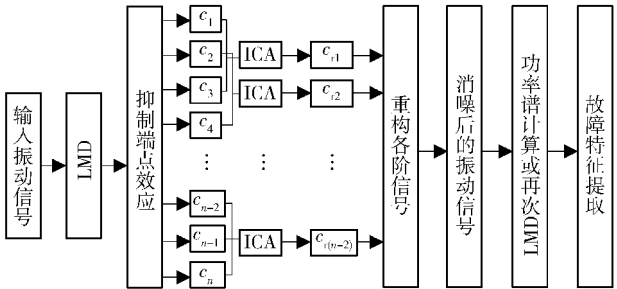 输入振动信号
LMD
抑制端点效应
c1
c2
c3
c4
⋮
cn−2
cn−1
cn
ICA
ICA
⋮
ICA
cr1
cr2
⋮
cr(n−2)
重构各阶信号
消噪后的振动信号
功率谱计算或再次
LMD
故障特征提取